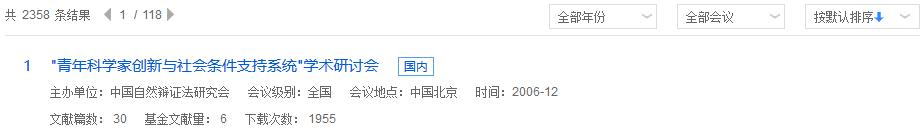 共 2358 条结果 1 / 118 全部年份 全部会议 按默认排序
1 "青年科学家创新与社会条件支持系统"学术研讨会 国内
主办单位：中国自然辩证法研究会 会议级别：全国 会议地点：中国北京 时间：2006-12
文献篇数： 30 基金文献量： 6 下载次数： 1955